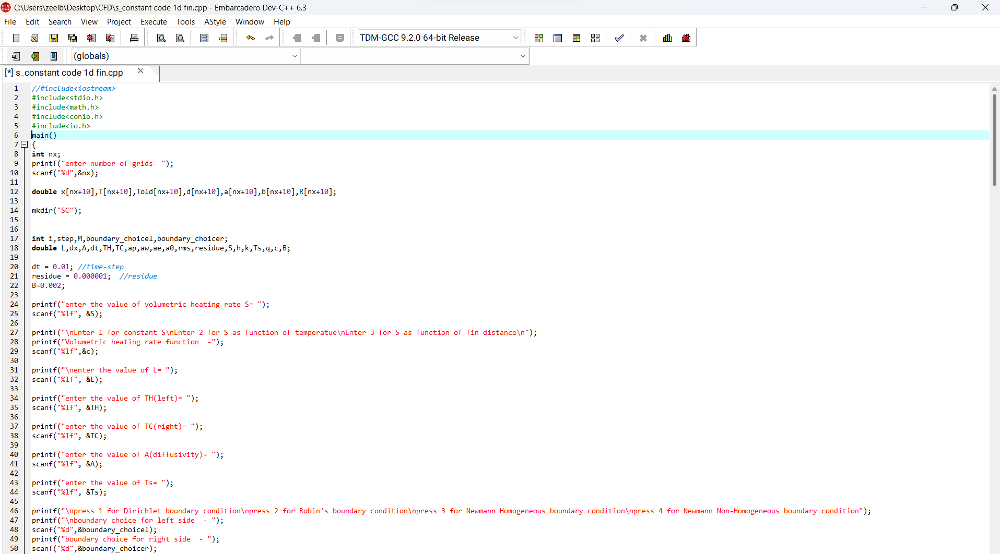 C:\Users\zeelb\Desktop\CFD\s_constant code 1d fin.cpp - Embarcadero Dev-C++ 6.3
File Edit Search View Project Execute Tools AStyle Window Help
TDM-GCC 9.2.0 64-bit Release
(globals)
[*] s_constant code 1d fin.cpp
1 //#include<iostream>
2 #include<stdio.h>
3 #include<math.h>
4 #include<conio.h>
5 #include<io.h>
6 main()
7 {
8 int nx;
9 printf("enter number of grids- ");
10 scanf("%d",&nx);
11
12 double x[nx+10],T[nx+10],Told[nx+10],d[nx+10],a[nx+10],b[nx+10],R[nx+10];
13
14 mkdir("SC");
15
16
17 int i,step,M,boundary_choicel,boundary_choicer;
18 double L,dx,A,dt,TH,TC,ap,aw,ae,a0,rms,residue,S,h,k,Ts,q,c,B;
19
20 dt = 0.01; //time-step
21 residue = 0.000001;  //residue
22 B=0.002;
23
24 printf("enter the value of volumetric heating rate S= ");
25 scanf("%lf", &S);
26
27 printf("\nEnter 1 for constant S\nEnter 2 for S as function of temperatue\nEnter 3 for S as function of fin distance\n");
28 printf("Volumetric heating rate function  -");
29 scanf("%lf",&c);
30
31 printf("\nenter the value of L= ");
32 scanf("%lf", &L);
33
34 printf("enter the value of TH(left)= ");
35 scanf("%lf", &TH);
36
37 printf("enter the value of TC(right)= ");
38 scanf("%lf", &TC);
39
40 printf("enter the value of A(diffusivity)= ");
41 scanf("%lf", &A);
42
43 printf("enter the value of Ts= ");
44 scanf("%lf", &Ts);
45
46 printf("\npress 1 for Dirichlet boundary condition\npress 2 for Robin's boundary condition\npress 3 for Newmann Homogeneous boundary condition\npress 4 for Newmann Non-Homogeneous boundary condition");
47 printf("\nboundary choice for left side  - ");
48 scanf("%d",&boundary_choicel);
49 printf("boundary choice for right side  - ");
50 scanf("%d",&boundary_choicer);